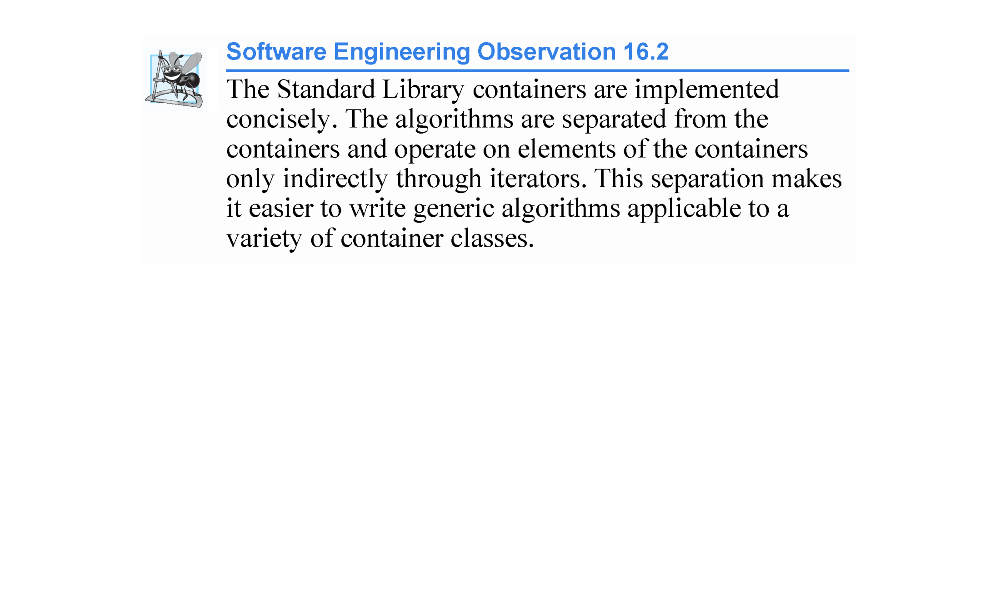 Software Engineering Observation 16.2
The Standard Library containers are implemented
concisely. The algorithms are separated from the
containers and operate on elements of the containers
only indirectly through iterators. This separation makes
it easier to write generic algorithms applicable to a
variety of container classes.